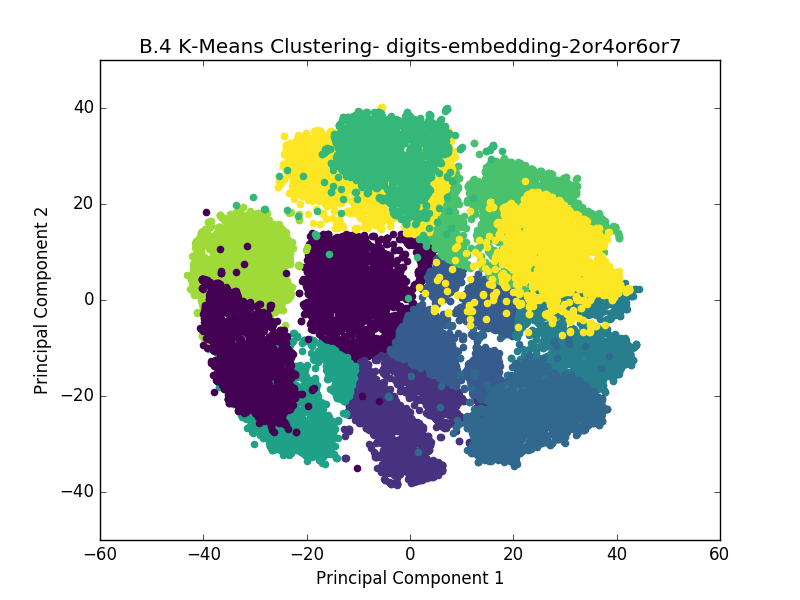 B.4 K-Means Clustering- digits-embedding-2or4or6or7
40
20
0
−20
−40
−60 −40 −20 0 20 40 60
Principal Component 1
Principal Component 2